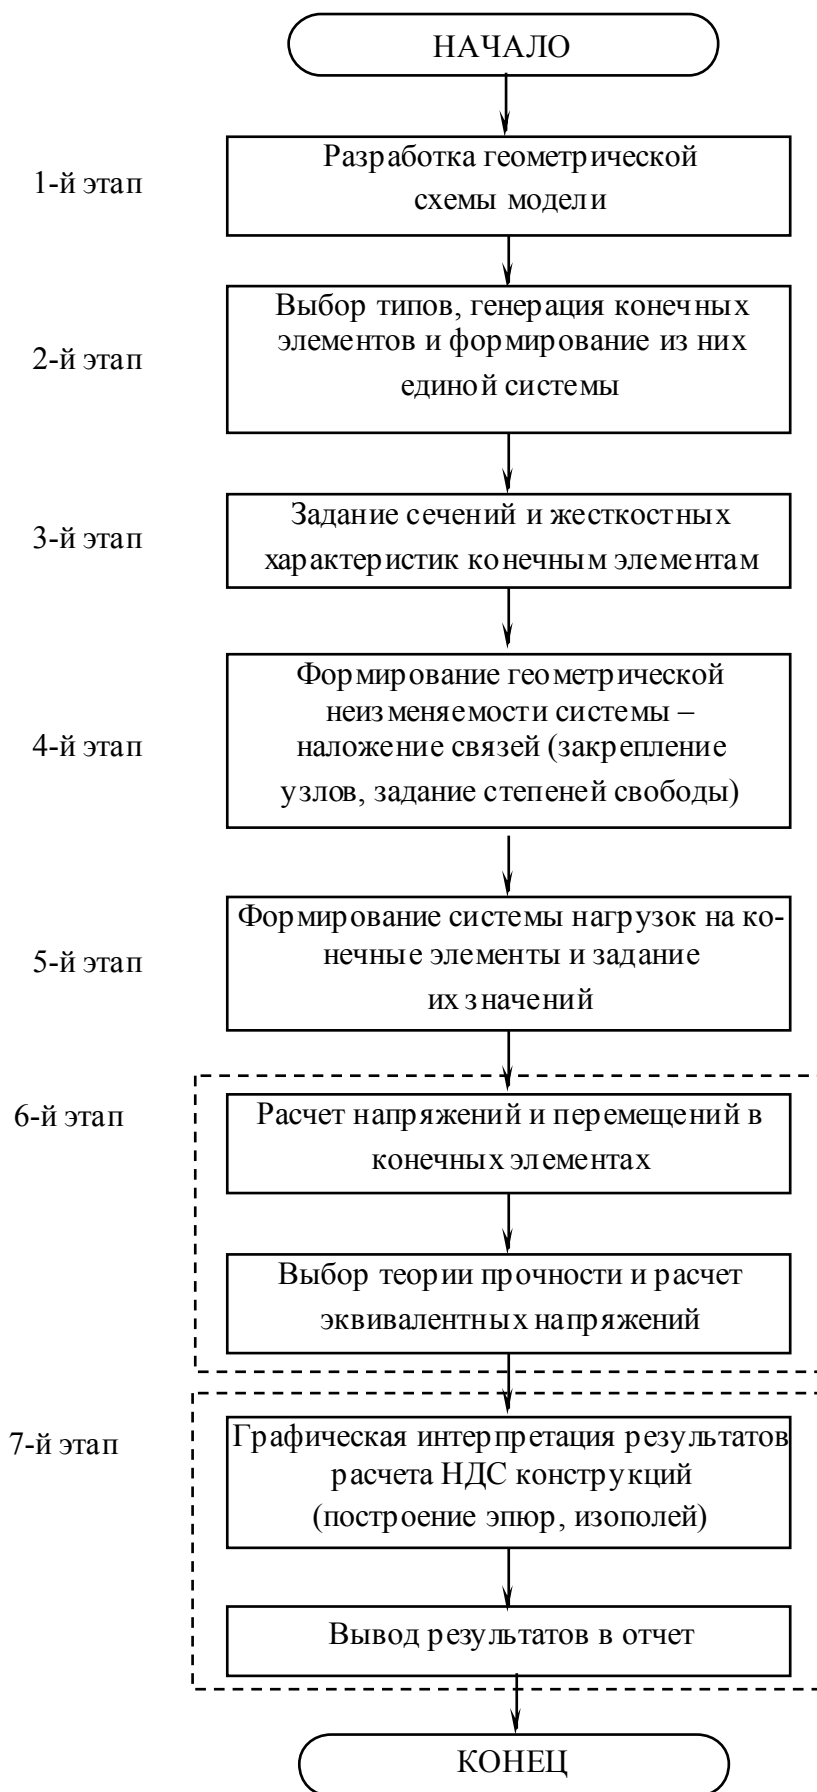 НАЧАЛО
1-й этап
Разработка геометрической
схемы модели
2-й этап
Выбор типов, генерация конечных
элементов и формирование из них
единой системы
3-й этап
Задание сечений и жесткостных
характеристик конечным элементам
4-й этап
Формирование геометрической
неизменяемости системы –
наложение связей (закрепление
узлов, задание степеней свободы)
5-й этап
Формирование системы нагрузок на ко-
нечные элементы и задание
их значений
6-й этап
Расчет напряжений и перемещений в
конечных элементах
Выбор теории прочности и расчет
эквивалентных напряжений
7-й этап
Графическая интерпретация результатов
расчета НДС конструкций
(построение эпюр, изополей)
Вывод результатов в отчет
КОНЕЦ